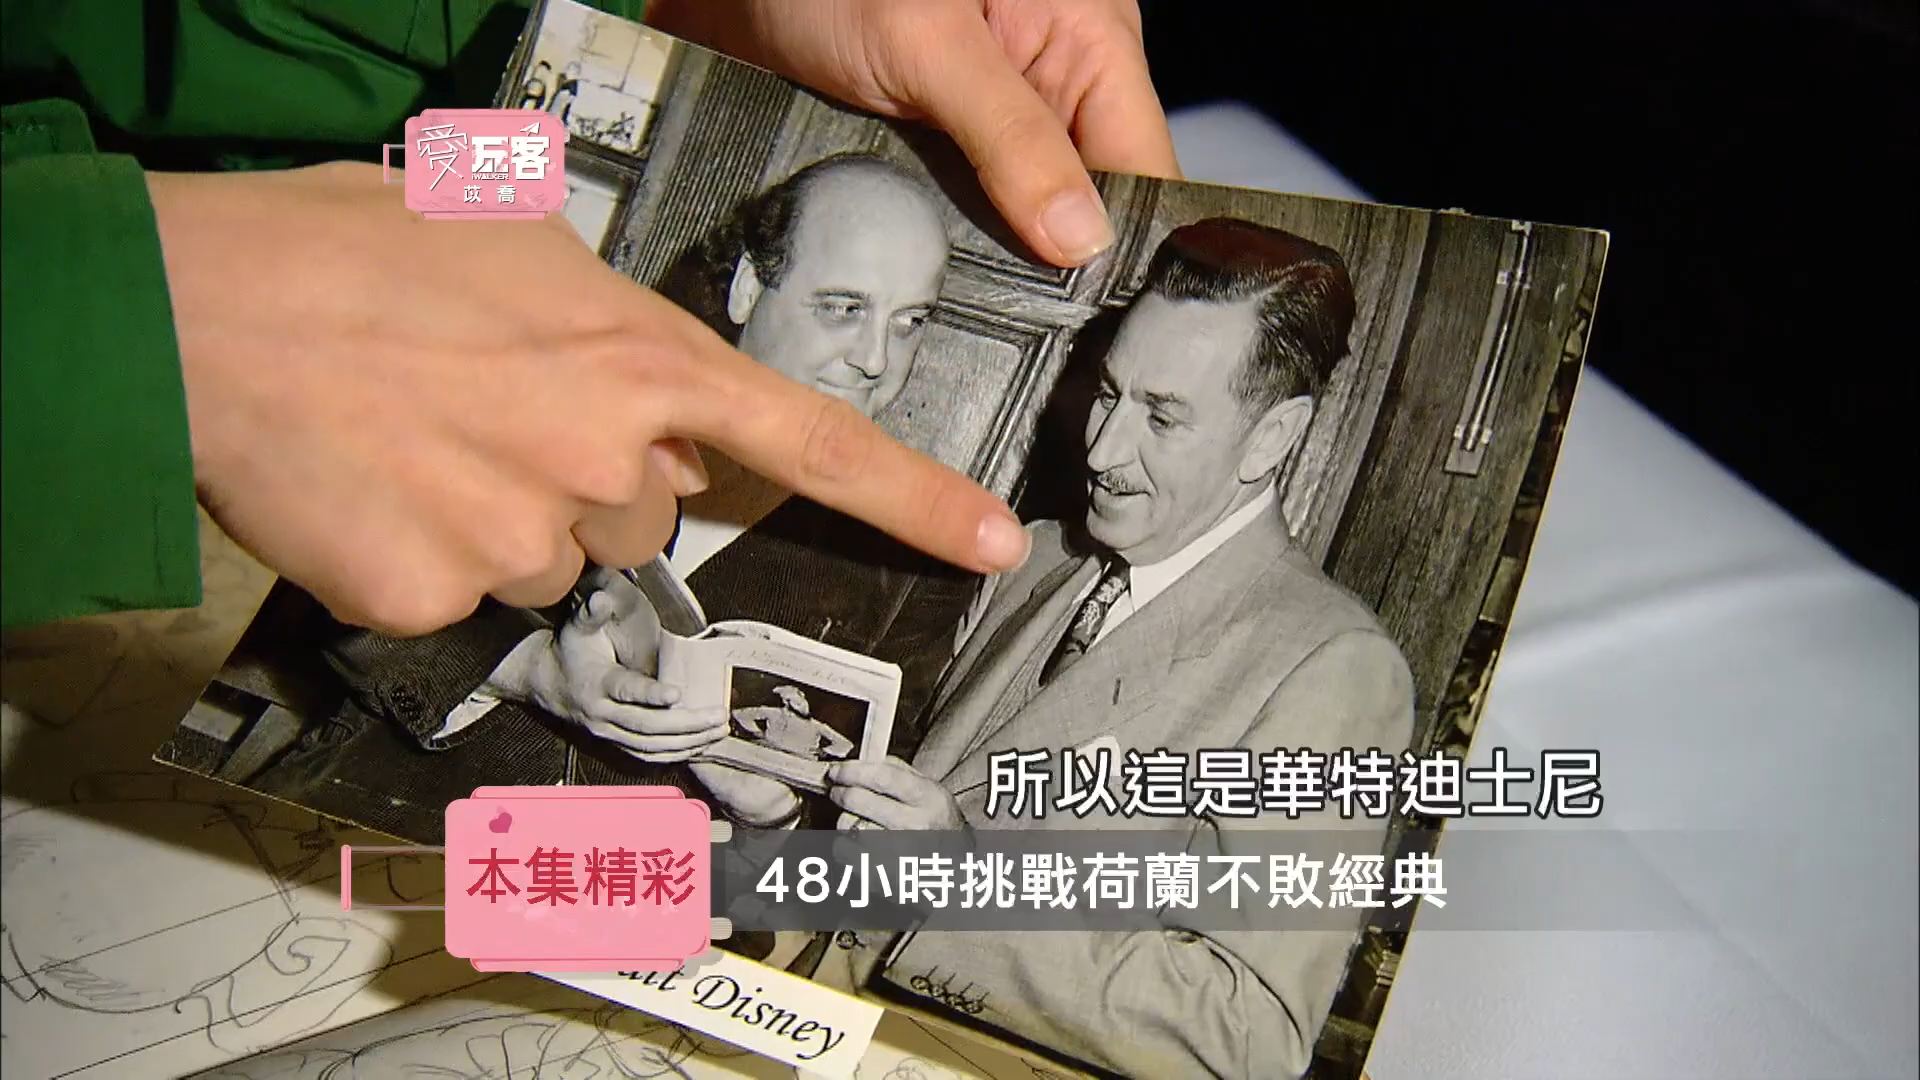 愛玩客
iWALKER
苡喬
所以這是華特迪士尼
本集精彩
48小時挑戰荷蘭不敗經典
Disney